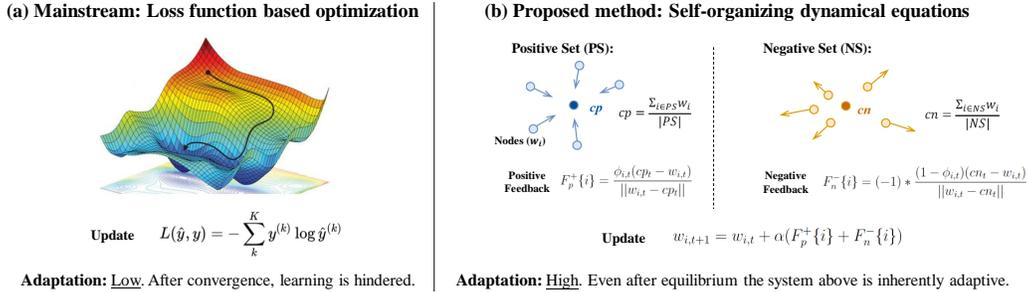 (a) Mainstream: Loss function based optimization
Update L(ŷ, y) = −∑_k^K y^(k) log ŷ^(k)
Adaptation: Low. After convergence, learning is hindered.
(b) Proposed method: Self-organizing dynamical equations
Positive Set (PS):
cp
cp = Σ_{i∈PS} w_i / |PS|
Nodes (w_i)
Positive Feedback F_p^+{i} = ϕ_{i,t}(cp_t − w_{i,t}) / ||w_{i,t} − cp_t||
Negative Set (NS):
cn
cn = Σ_{i∈NS} w_i / |NS|
Negative Feedback F_n^−{i} = (−1) * (1 − ϕ_{i,t})(cn_t − w_{i,t}) / ||w_{i,t} − cn_t||
Update w_{i,t+1} = w_{i,t} + α(F_p^+{i} + F_n^−{i})
Adaptation: High. Even after equilibrium the system above is inherently adaptive.